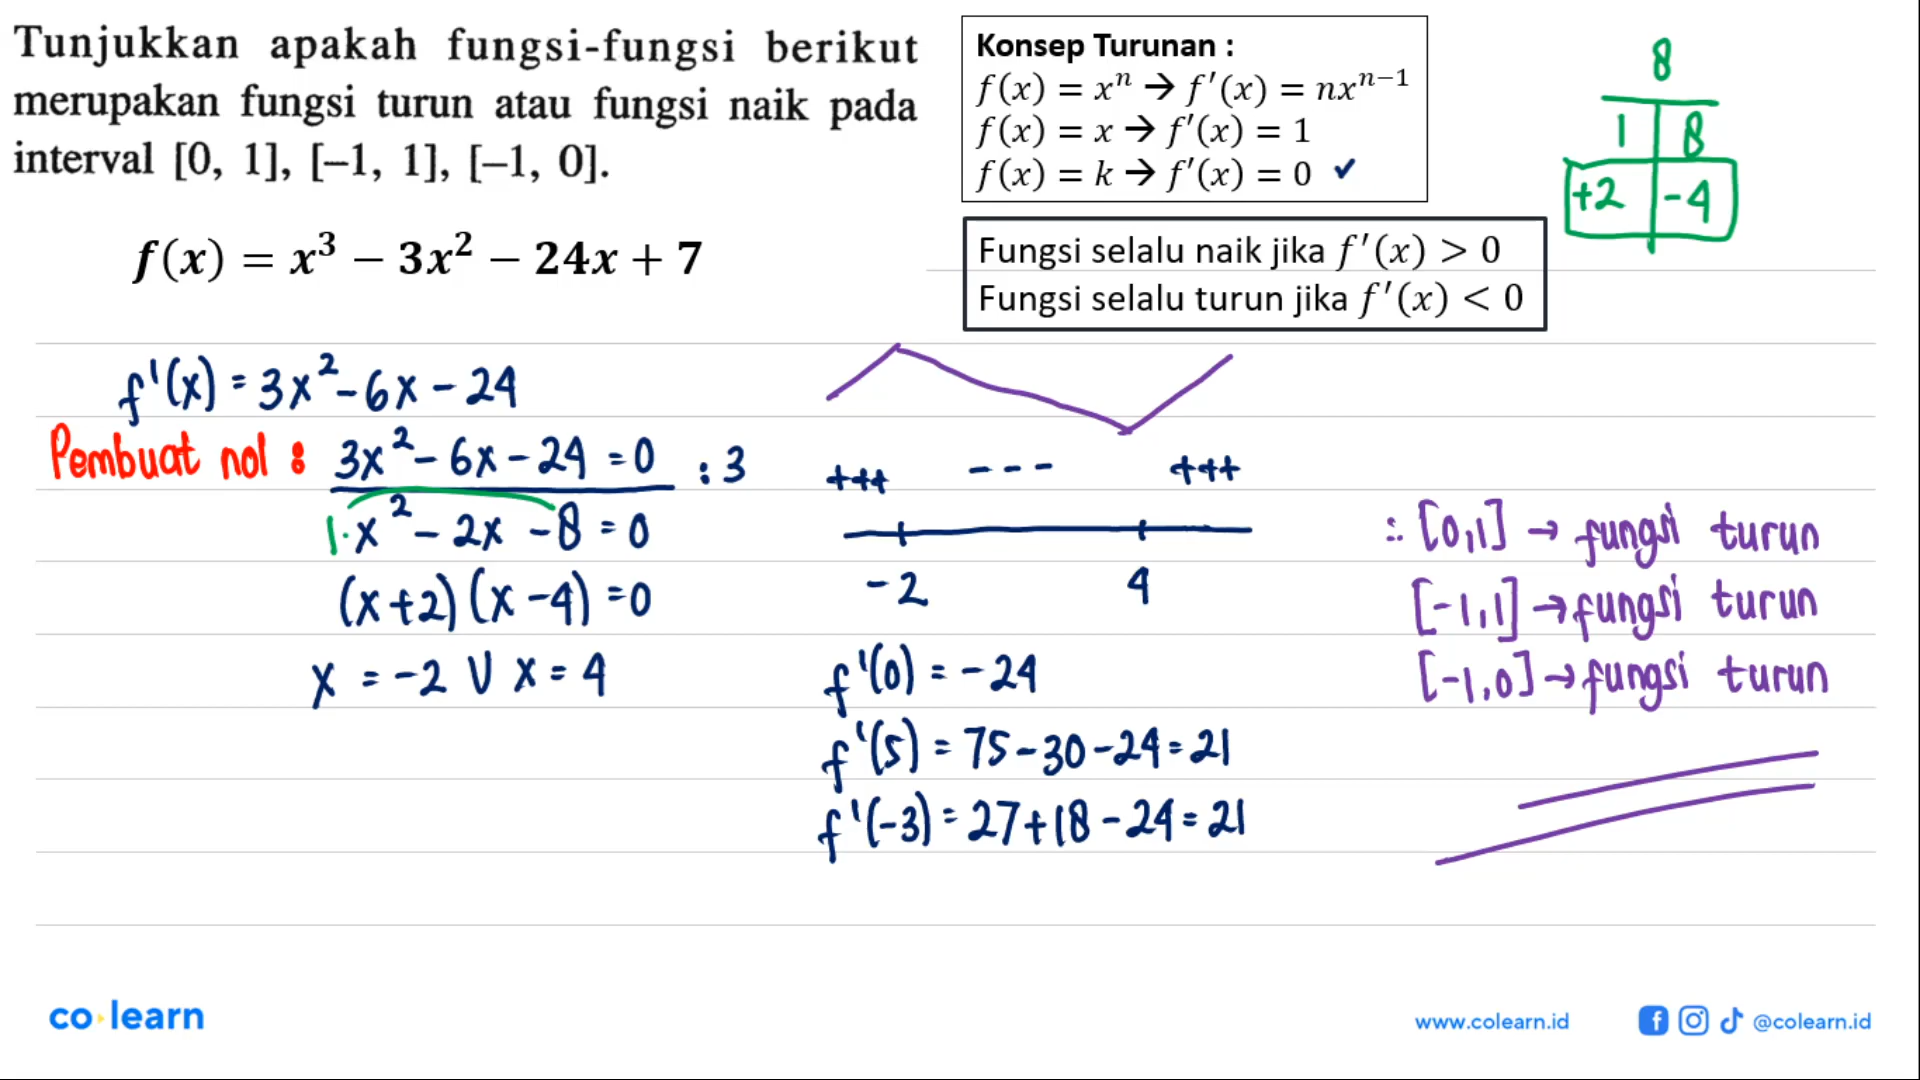 Tunjukkan apakah fungsi-fungsi berikut
merupakan fungsi turun atau fungsi naik pada
interval [0, 1], [–1, 1], [–1, 0].
f(x) = x³ − 3x² − 24x + 7
Konsep Turunan :
f(x) = xⁿ → f′(x) = nxⁿ⁻¹
f(x) = x → f′(x) = 1
f(x) = k → f′(x) = 0 ✓
Fungsi selalu naik jika f′(x) > 0
Fungsi selalu turun jika f′(x) < 0
8
1 8
+2 -4
f'(x) = 3x² - 6x - 24
Pembuat nol : 3x² - 6x - 24 = 0 : 3
1·x² - 2x - 8 = 0
(x+2)(x-4) = 0
x = -2 V x = 4
+++ --- +++
-2 4
f'(0) = -24
f'(5) = 75 - 30 - 24 = 21
f'(-3) = 27 + 18 - 24 = 21
∴ [0,1] → fungsi turun
[-1,1] → fungsi turun
[-1,0] → fungsi turun
co learn
www.colearn.id @colearn.id